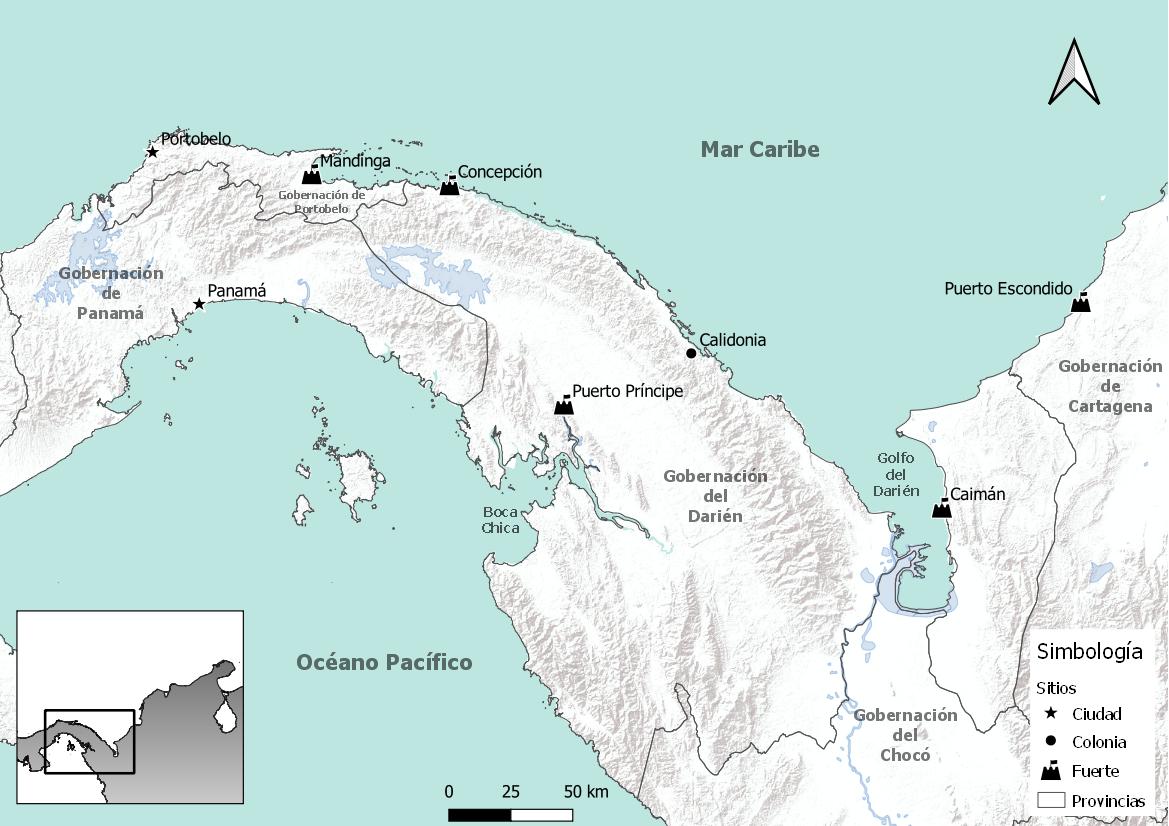 Portobelo
Mandinga
Concepción
Gobernación de
Portobelo
Mar Caribe
Gobernación
de
Panamá
Panamá
Puerto Escondido
Calidonia
Gobernación
de
Cartagena
Puerto Príncipe
Golfo
del
Darién
Gobernación
del
Darién
Caimán
Boca
Chica
Océano Pacífico
Gobernación
del
Chocó
Simbología
Sitios
Ciudad
Colonia
Fuerte
Provincias
0 25 50 km